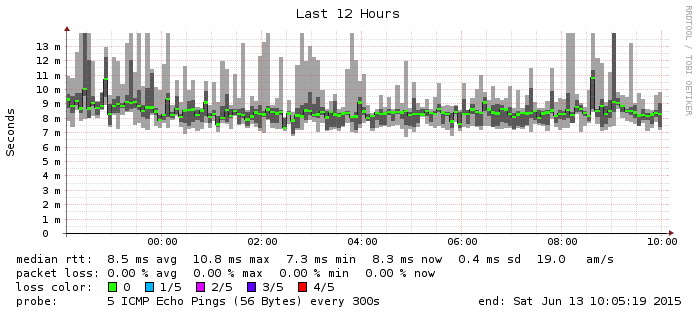 Last 12 Hours
RRDTOOL / TOBI OETIKER
Seconds
13 m
12 m
11 m
10 m
9 m
8 m
7 m
6 m
5 m
4 m
3 m
2 m
1 m
0
00:00 02:00 04:00 06:00 08:00 10:00
median rtt: 8.5 ms avg 10.8 ms max 7.3 ms min 8.3 ms now 0.4 ms sd 19.0 am/s
packet loss: 0.00 % avg 0.00 % max 0.00 % min 0.00 % now
loss color: 0 1/5 2/5 3/5 4/5
probe: 5 ICMP Echo Pings (56 Bytes) every 300s end: Sat Jun 13 10:05:19 2015